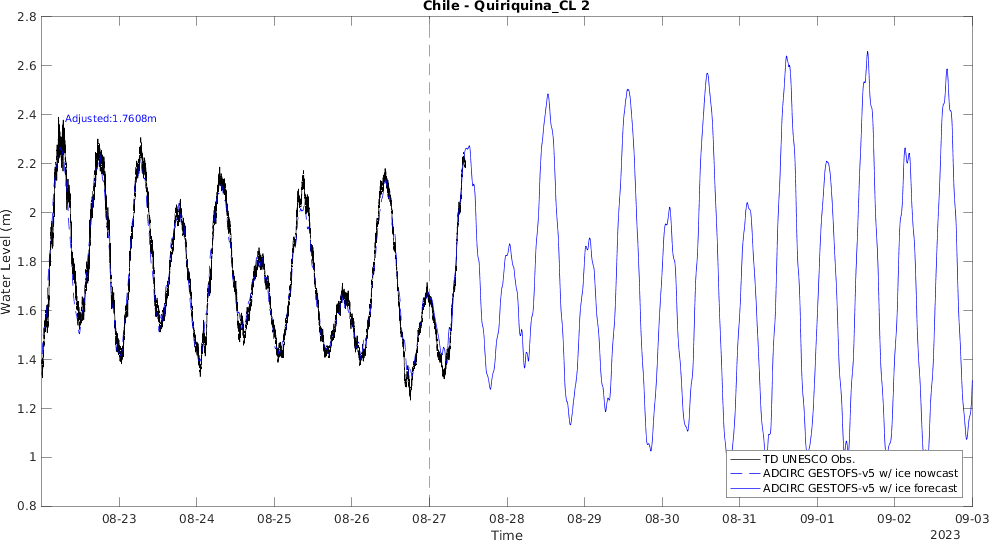 Chile - Quiriquina_CL 2
2.8
2.6
2.4
2.2
2
1.8
1.6
1.4
1.2
1
0.8
Water Level (m)
Adjusted:1.7608m
TD UNESCO Obs.
ADCIRC GESTOFS-v5 w/ ice nowcast
ADCIRC GESTOFS-v5 w/ ice forecast
08-23 08-24 08-25 08-26 08-27 08-28 08-29 08-30 08-31 09-01 09-02 09-03
Time
2023